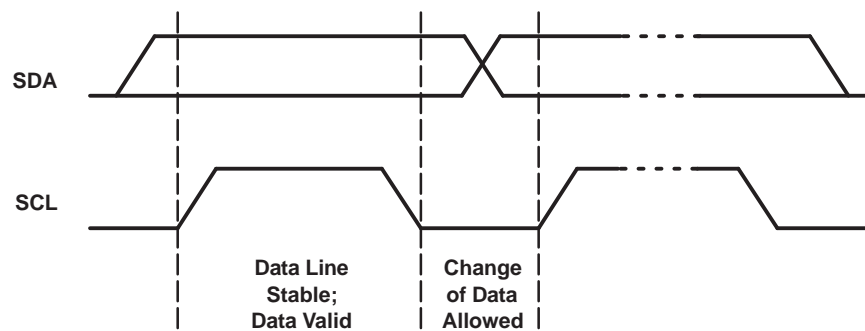 SDA
SCL
Data Line
Stable;
Data Valid
Change
of Data
Allowed